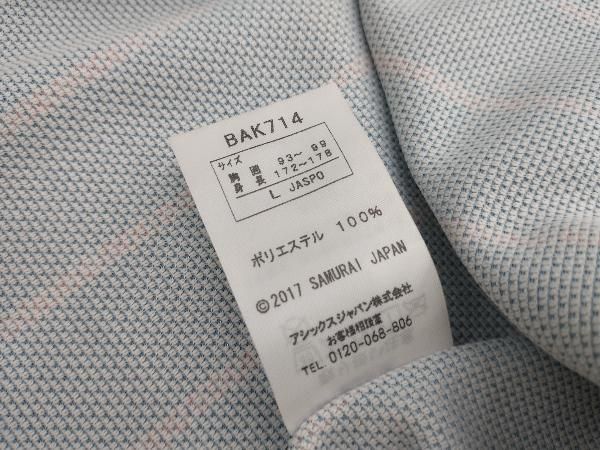 BAK714
サイズ
胸囲 93〜 99
身長 172〜178
L JASPO
ポリエステル 100%
©2017 SAMURAI JAPAN
アシックスジャパン株式会社
お客様相談室
TEL 0120-068-806